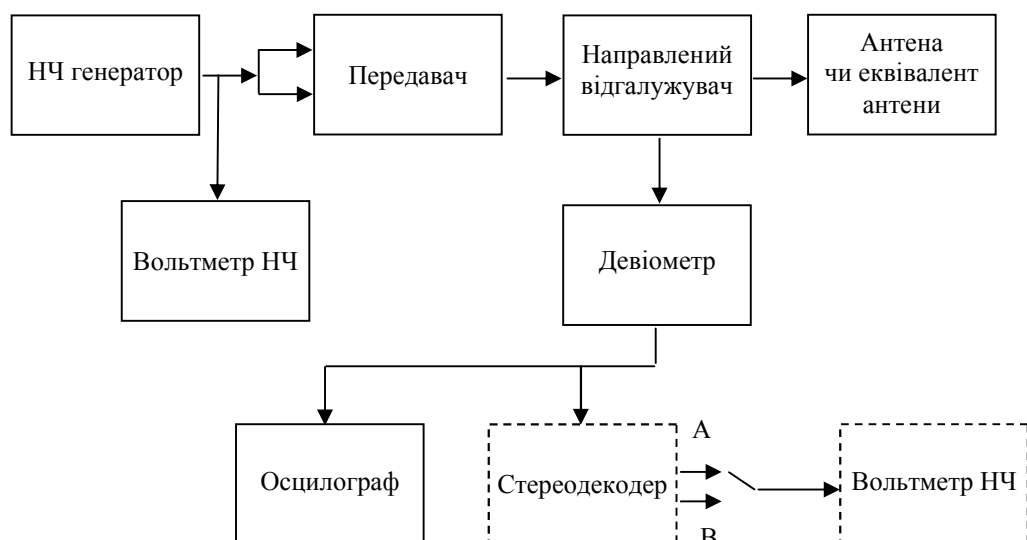 НЧ генератор
Передавач
Направлений
відгалужувач
Антена
чи еквівалент
антени
Вольтметр НЧ
Девіометр
Осцилограф
Стереодекодер
А
В
Вольтметр НЧ